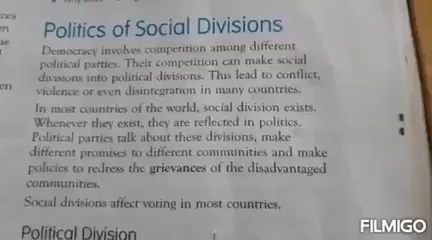 Politics of Social Divisions
Democracy involves competition among different
political parties. Their competition can make social
divisions into political divisions. This lead to conflict,
violence or even disintegration in many countries.
In most countries of the world, social division exists.
Whenever they exist, they are reflected in politics.
Political parties talk about these divisions, make
different promises to different communities and make
policies to redress the grievances of the disadvantaged
communities.
Social divisions affect voting in most countries.
Political Division
FILMIGO